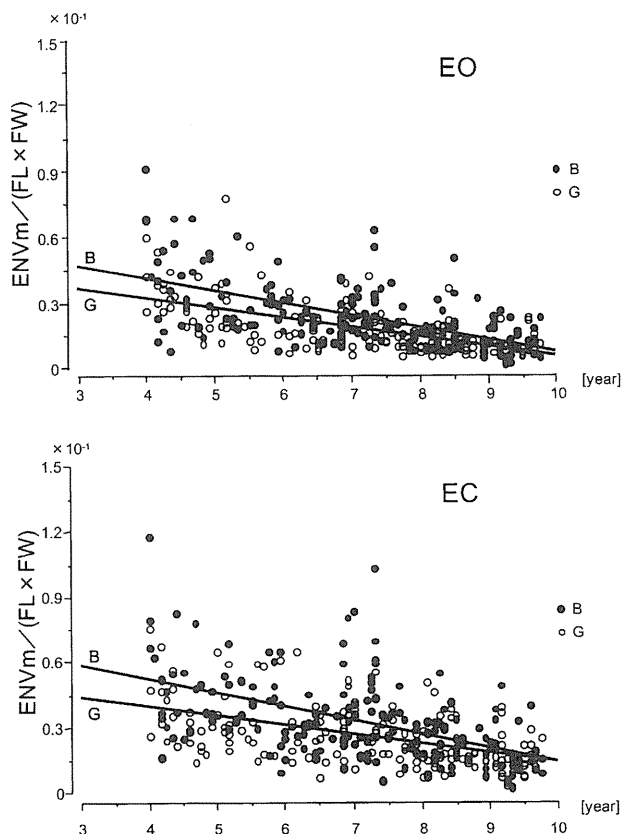 × 10⁻¹
1.5
EO
1.2
ENVm／(FL × FW)
0.9
B
G
0.6
B
0.3
G
0
3 4 5 6 7 8 9 10 [year]
× 10⁻¹
1.5
EC
1.2
ENVm／(FL × FW)
0.9
B
G
0.6
B
0.3
G
0
3 4 5 6 7 8 9 10 [year]